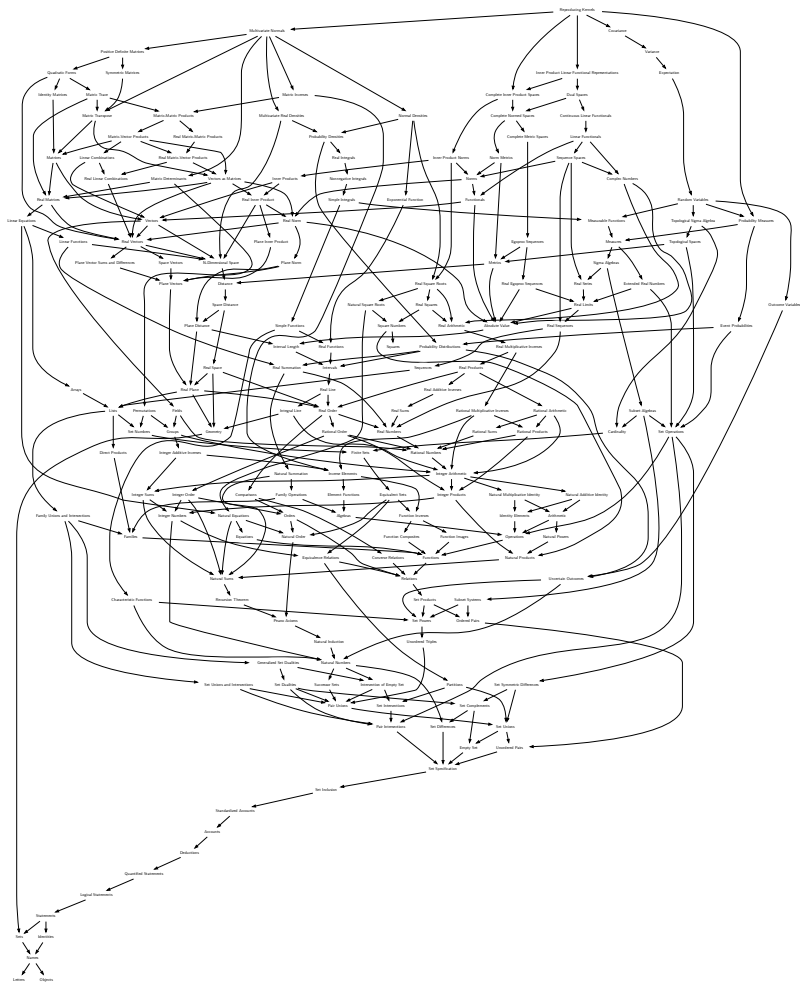 Reproducing Kernels
Multivariate Normals
Covariance
Positive Definite Matrices
Variance
Quadratic Forms
Symmetric Matrices
Inner Product Linear Functional Representations
Expectation
Identity Matrices
Matrix Trace
Matrix Inverses
Complete Inner Product Spaces
Dual Spaces
Matrix Transpose
Matrix-Matrix Products
Multivariate Real Densities
Normal Densities
Complete Normed Spaces
Continuous Linear Functionals
Matrix-Vector Products
Real Matrix-Matrix Products
Probability Densities
Complete Metric Spaces
Linear Functionals
Matrices
Linear Combinations
Real Matrix-Vector Products
Real Integrals
Inner Product Norms
Norm Metrics
Sequence Spaces
Real Linear Combinations
Matrix Determinants
Vectors as Matrices
Inner Products
Nonnegative Integrals
Norms
Complex Numbers
Real Matrices
Real Inner Product
Simple Integrals
Exponential Function
Functionals
Random Variables
Linear Equations
Vectors
Real Norm
Measurable Functions
Topological Sigma Algebras
Probability Measures
Linear Functions
Real Vectors
Plane Inner Product
Egoprox Sequences
Measures
Topological Spaces
Plane Vector Sums and Differences
Space Vectors
N-Dimensional Space
Plane Norm
Metrics
Sigma Algebras
Plane Vectors
Distance
Real Square Roots
Real Egoprox Sequences
Real Series
Extended Real Numbers
Space Distance
Natural Square Roots
Real Squares
Real Limits
Outcome Variables
Plane Distance
Simple Functions
Square Numbers
Real Arithmetic
Absolute Value
Real Sequences
Event Probabilities
Interval Length
Real Functions
Squares
Probability Distributions
Real Multiplicative Inverses
Real Space
Real Summation
Intervals
Sequences
Real Products
Arrays
Real Plane
Real Line
Real Additive Inverses
Lists
Permutations
Fields
Integral Line
Real Order
Real Sums
Rational Multiplicative Inverses
Rational Arithmetic
Subset Algebras
Set Numbers
Groups
Geometry
Rational Order
Real Numbers
Rational Sums
Rational Products
Cardinality
Set Operations
Direct Products
Integer Additive Inverses
Finite Sets
Rational Numbers
Natural Summation
Inverse Elements
Integer Arithmetic
Integer Sums
Integer Order
Comparisons
Family Operations
Element Functions
Equivalent Sets
Integer Products
Natural Multiplicative Identity
Natural Additive Identity
Family Unions and Intersections
Integer Numbers
Natural Equations
Orders
Algebras
Function Inverses
Identity Elements
Arithmetic
Families
Equations
Natural Order
Function Composites
Function Images
Operations
Natural Powers
Equivalence Relations
Converse Relations
Functions
Natural Products
Natural Sums
Relations
Uncertain Outcomes
Characteristic Functions
Recursion Theorem
Set Products
Subset Systems
Peano Axioms
Set Powers
Ordered Pairs
Natural Induction
Unordered Triples
Generalized Set Dualities
Natural Numbers
Set Unions and Intersections
Set Dualities
Successor Sets
Intersection of Empty Set
Partitions
Set Symmetric Differences
Pair Unions
Set Intersections
Set Complements
Pair Intersections
Set Differences
Set Unions
Empty Set
Unordered Pairs
Set Specification
Set Inclusion
Standardized Accounts
Accounts
Deductions
Quantified Statements
Logical Statements
Statements
Sets
Identities
Names
Letters
Objects